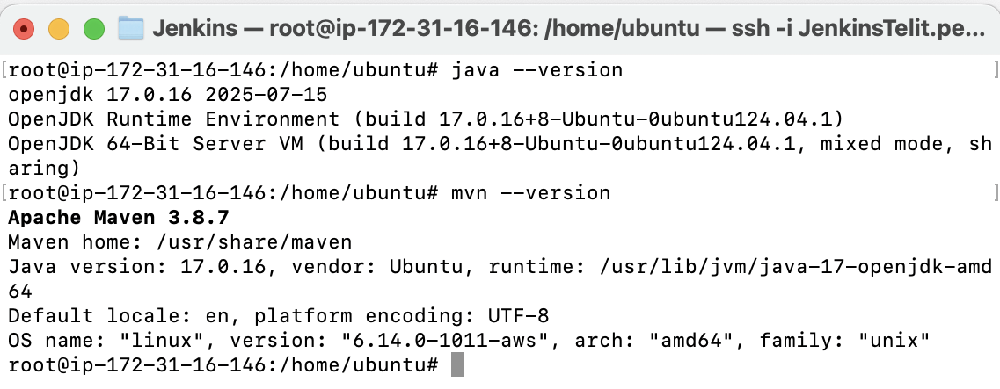 Jenkins — root@ip-172-31-16-146: /home/ubuntu — ssh -i JenkinsTelit.pe...
[root@ip-172-31-16-146:/home/ubuntu# java --version ]
openjdk 17.0.16 2025-07-15
OpenJDK Runtime Environment (build 17.0.16+8-Ubuntu-0ubuntu124.04.1)
OpenJDK 64-Bit Server VM (build 17.0.16+8-Ubuntu-0ubuntu124.04.1, mixed mode, sh
aring)
[root@ip-172-31-16-146:/home/ubuntu# mvn --version ]
Apache Maven 3.8.7
Maven home: /usr/share/maven
Java version: 17.0.16, vendor: Ubuntu, runtime: /usr/lib/jvm/java-17-openjdk-amd
64
Default locale: en, platform encoding: UTF-8
OS name: "linux", version: "6.14.0-1011-aws", arch: "amd64", family: "unix"
root@ip-172-31-16-146:/home/ubuntu#